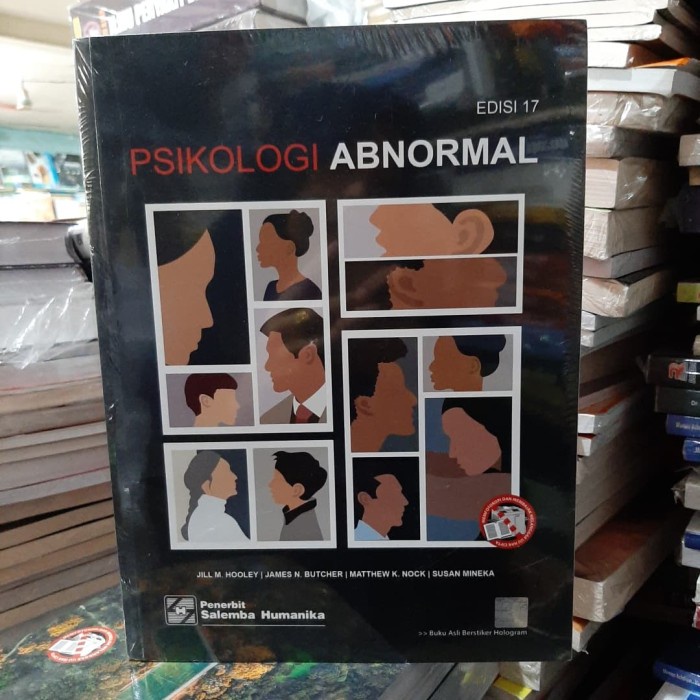 EDISI 17
PSIKOLOGI ABNORMAL
JILL M. HOOLEY | JAMES N. BUTCHER | MATTHEW K. NOCK | SUSAN MINEKA
Penerbit
Salemba Humanika
>> Buku Asli Berstiker Hologram